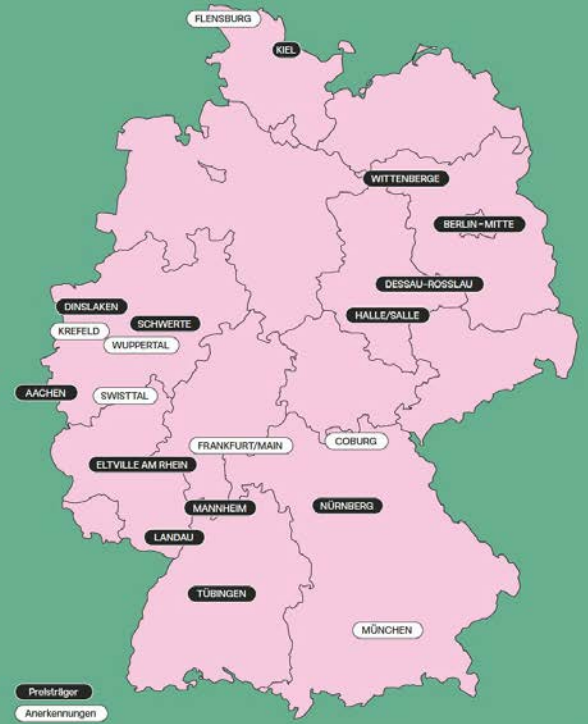 FLENSBURG
KIEL
WITTENBERGE
BERLIN-MITTE
DESSAU-ROSSLAU
DINSLAKEN
HALLE/SALLE
SCHWERTE
KREFELD
WUPPERTAL
AACHEN
SWISTTAL
COBURG
FRANKFURT/MAIN
ELTVILLE AM RHEIN
MANNHEIM
NÜRNBERG
LANDAU
TÜBINGEN
MÜNCHEN
Preisträger
Anerkennungen